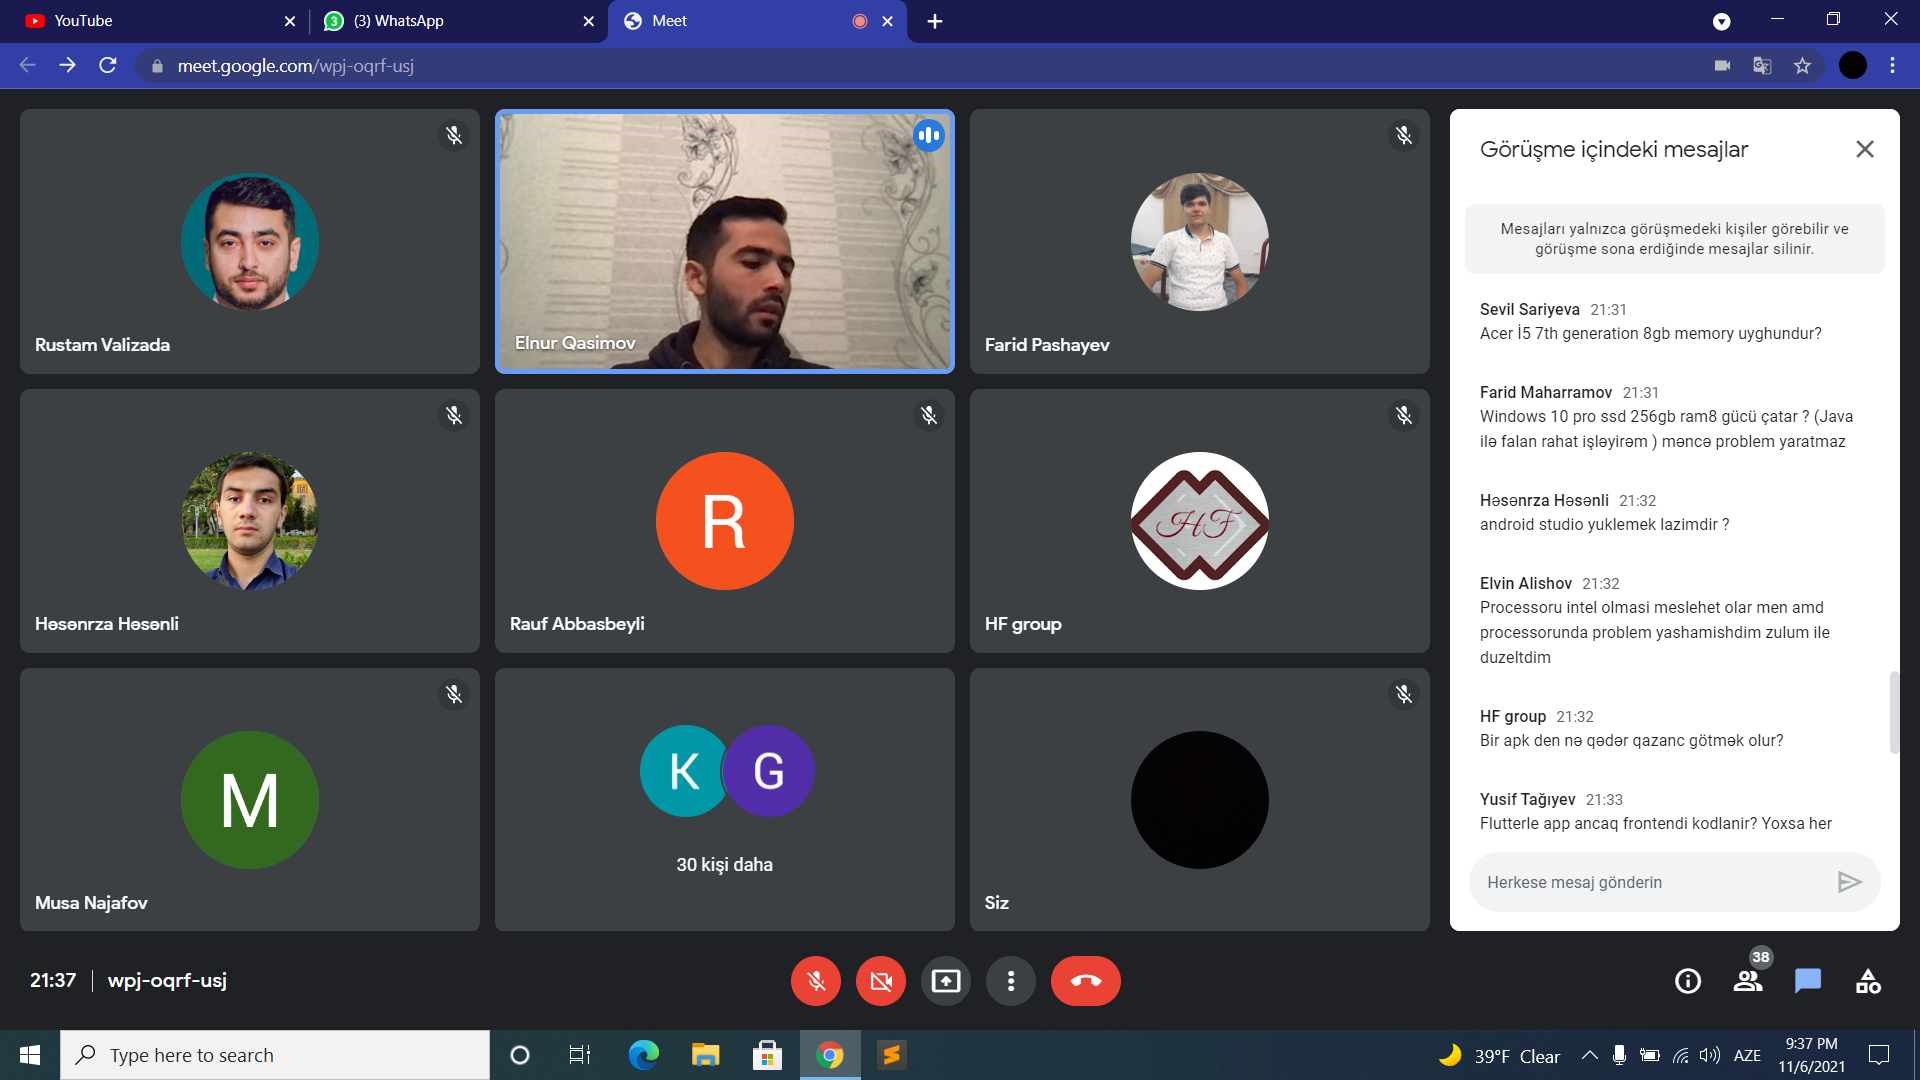 YouTube
3
(3) WhatsApp
Meet
meet.google.com/wpj-oqrf-usj
Rustam Valizada
Elnur Qasimov
Farid Pashayev
Həsənrza Həsənli
R
Rauf Abbasbeyli
HF
HF group
M
Musa Najafov
K
G
30 kişi daha
Siz
Görüşme içindeki mesajlar
Mesajları yalnızca görüşmedeki kişiler görebilir ve
görüşme sona erdiğinde mesajlar silinir.
Sevil Sariyeva 21:31
Acer İ5 7th generation 8gb memory uyghundur?
Farid Maharramov 21:31
Windows 10 pro ssd 256gb ram8 gücü çatar ? (Java
ilə falan rahat işləyirəm ) məncə problem yaratmaz
Həsənrza Həsənli 21:32
android studio yuklemek lazimdir ?
Elvin Alishov 21:32
Processoru intel olmasi meslehet olar men amd
processorunda problem yashamishdim zulum ile
duzeltdim
HF group 21:32
Bir apk den nə qədər qazanc götmək olur?
Yusif Tağıyev 21:33
Flutterle app ancaq frontendi kodlanir? Yoxsa her
Herkese mesaj gönderin
21:37 | wpj-oqrf-usj
38
Type here to search
39°F Clear
AZE
9:37 PM
11/6/2021